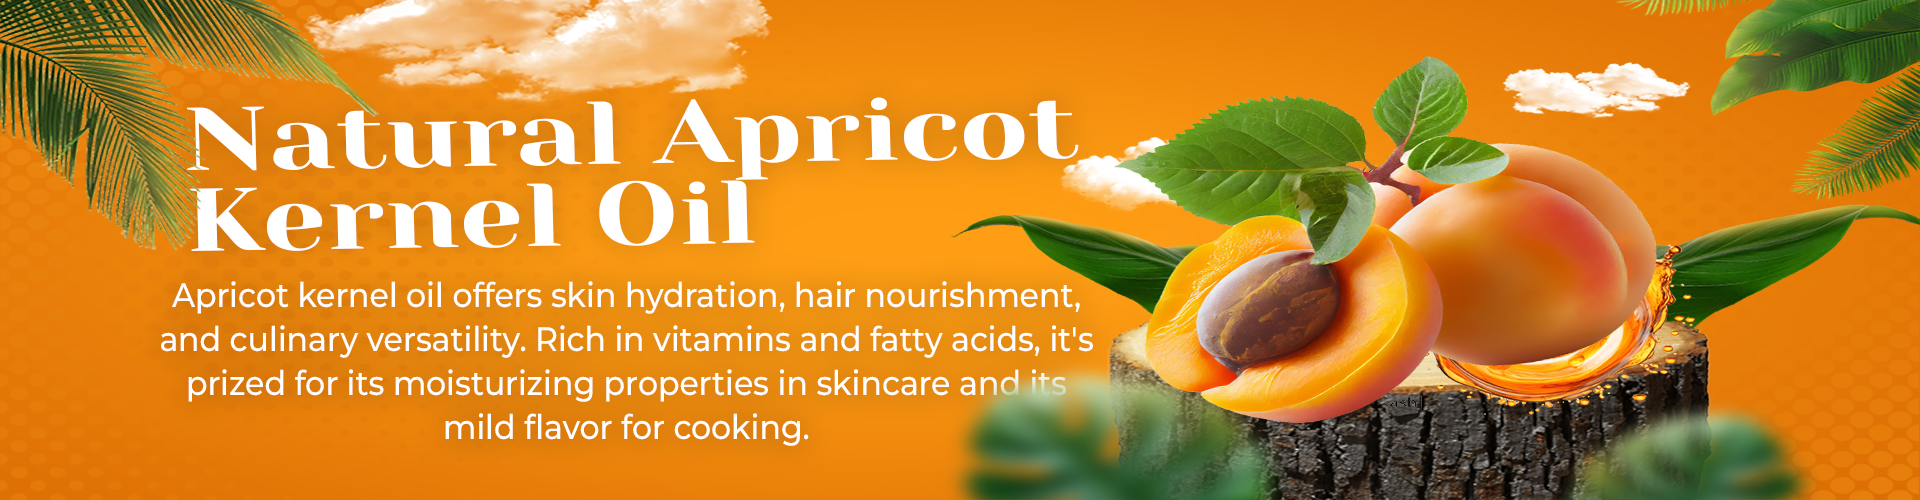 Natural Apricot
Kernel Oil
Apricot kernel oil offers skin hydration, hair nourishment,
and culinary versatility. Rich in vitamins and fatty acids, it's
prized for its moisturizing properties in skincare and its
mild flavor for cooking.